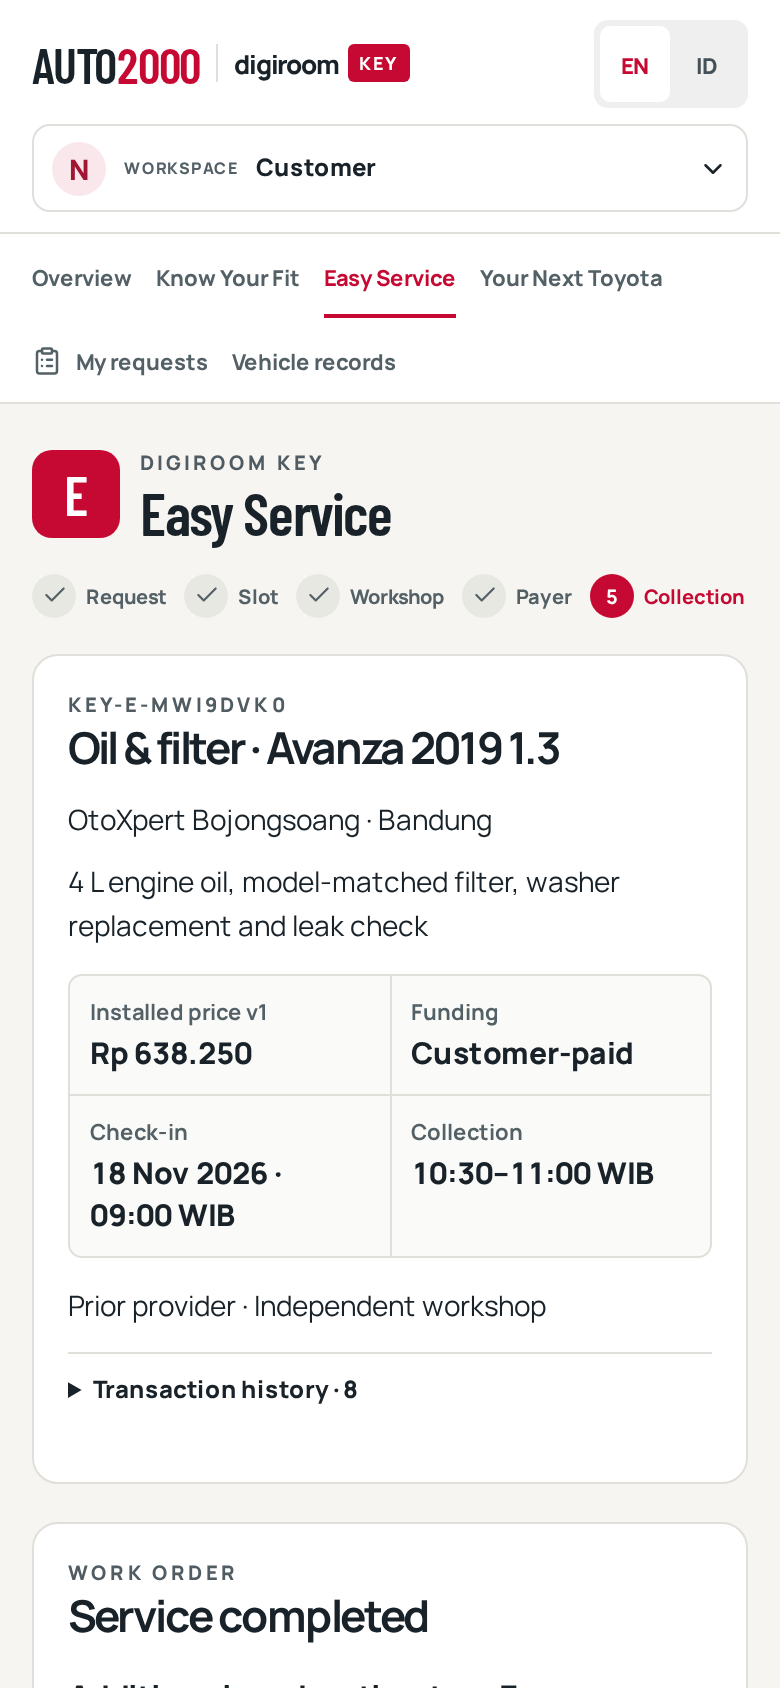 AUTO2000 digiroom KEY EN ID
N WORKSPACE Customer
Overview Know Your Fit Easy Service Your Next Toyota
My requests Vehicle records
E DIGIROOM KEY
Easy Service
Request Slot Workshop Payer 5 Collection
KEY-E-MWI9DVK0
Oil & filter · Avanza 2019 1.3
OtoXpert Bojongsoang · Bandung
4 L engine oil, model-matched filter, washer
replacement and leak check
Installed price v1 Funding
Rp 638.250 Customer-paid
Check-in Collection
18 Nov 2026 · 10:30–11:00 WIB
09:00 WIB
Prior provider · Independent workshop
Transaction history · 8
WORK ORDER
Service completed